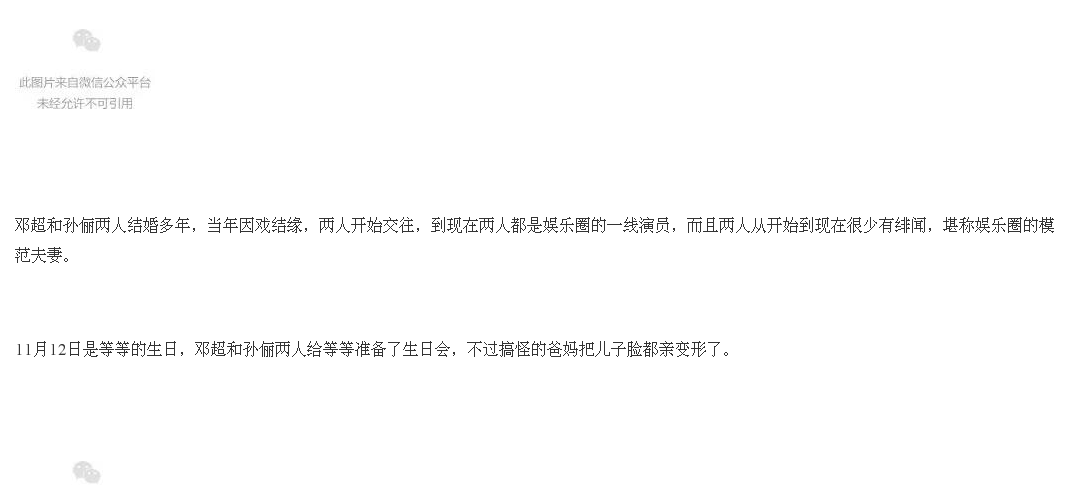 此图片来自微信公众平台
未经允许不可引用
邓超和孙俪两人结婚多年，当年因戏结缘，两人开始交往，到现在两人都是娱乐圈的一线演员，而且两人从开始到现在很少有绯闻，堪称娱乐圈的模
范夫妻。
11月12日是等等的生日，邓超和孙俪两人给等等准备了生日会，不过搞怪的爸妈把儿子脸都亲变形了。